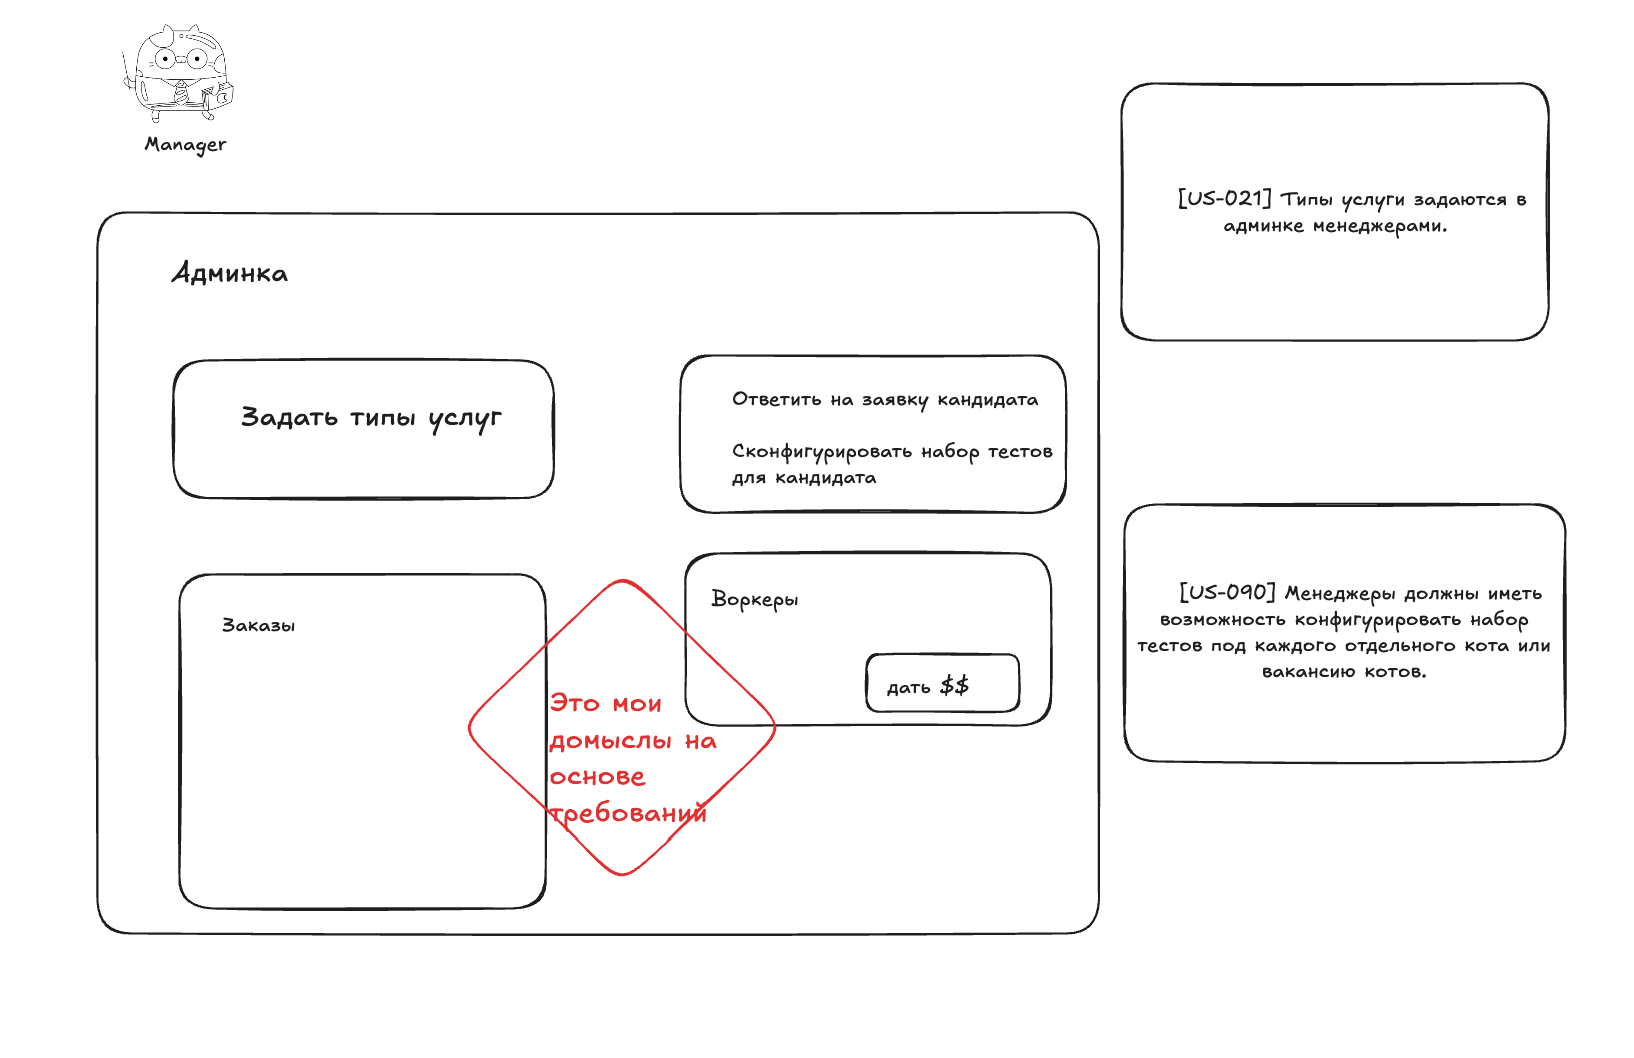 Manager
[US-021] Типы услуги задаются в
админке менеджерами.
Админка
Задать типы услуг
Ответить на заявку кандидата
Сконфигурировать набор тестов
для кандидата
Заказы
Воркеры
дать $$
Это мои
домыслы на
основе
требований
[US-090] Менеджеры должны иметь
возможность конфигурировать набор
тестов под каждого отдельного кота или
вакансию котов.